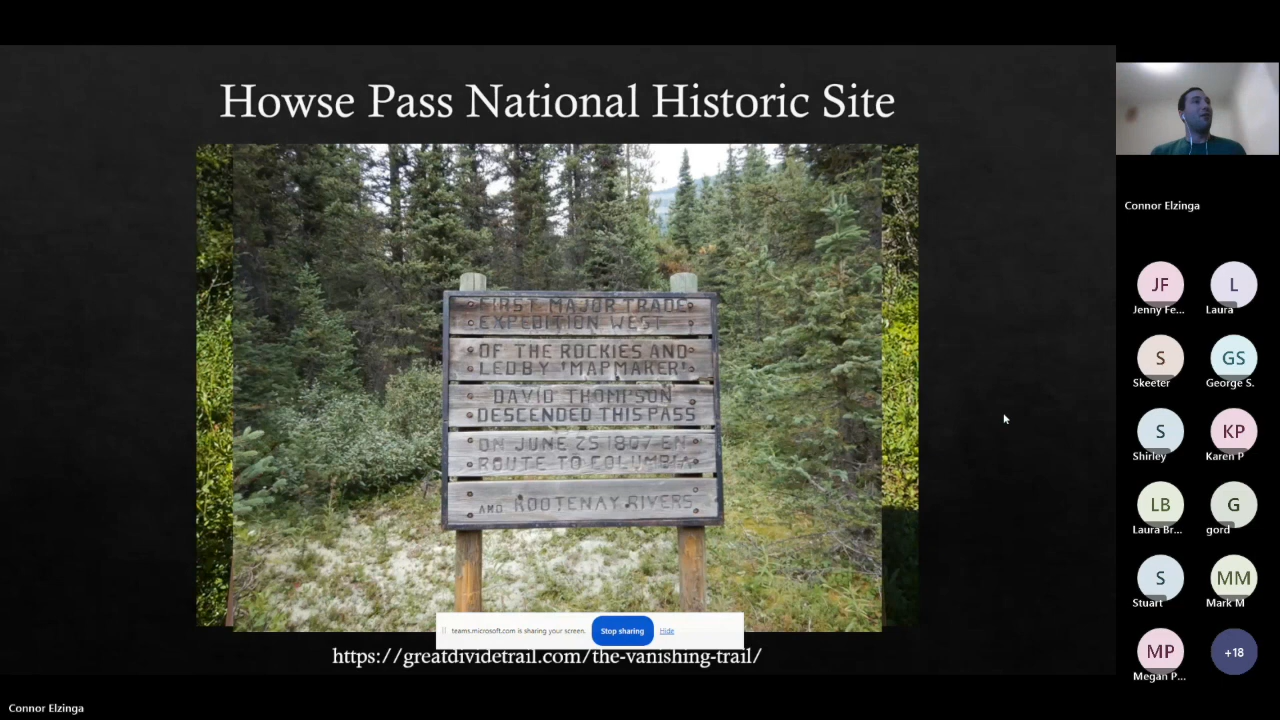 Howse Pass National Historic Site
FIRST MAJOR TRADE
EXPEDITION WEST
OF THE ROCKIES AND
LED BY 'MAPMAKER'
DAVID THOMPSON
DESCENDED THIS PASS
ON JUNE 25 1807 EN
ROUTE TO COLUMBIA
AND KOOTENAY RIVERS
teams.microsoft.com is sharing your screen.
Stop sharing
Hide
https://greatdividetrail.com/the-vanishing-trail/
Connor Elzinga
Connor Elzinga
JF
L
Jenny Fe...
Laura
S
GS
Skeeter
George S.
S
KP
Shirley
Karen P
LB
G
Laura Br...
gord
S
MM
Stuart
Mark M
MP
+18
Megan P...